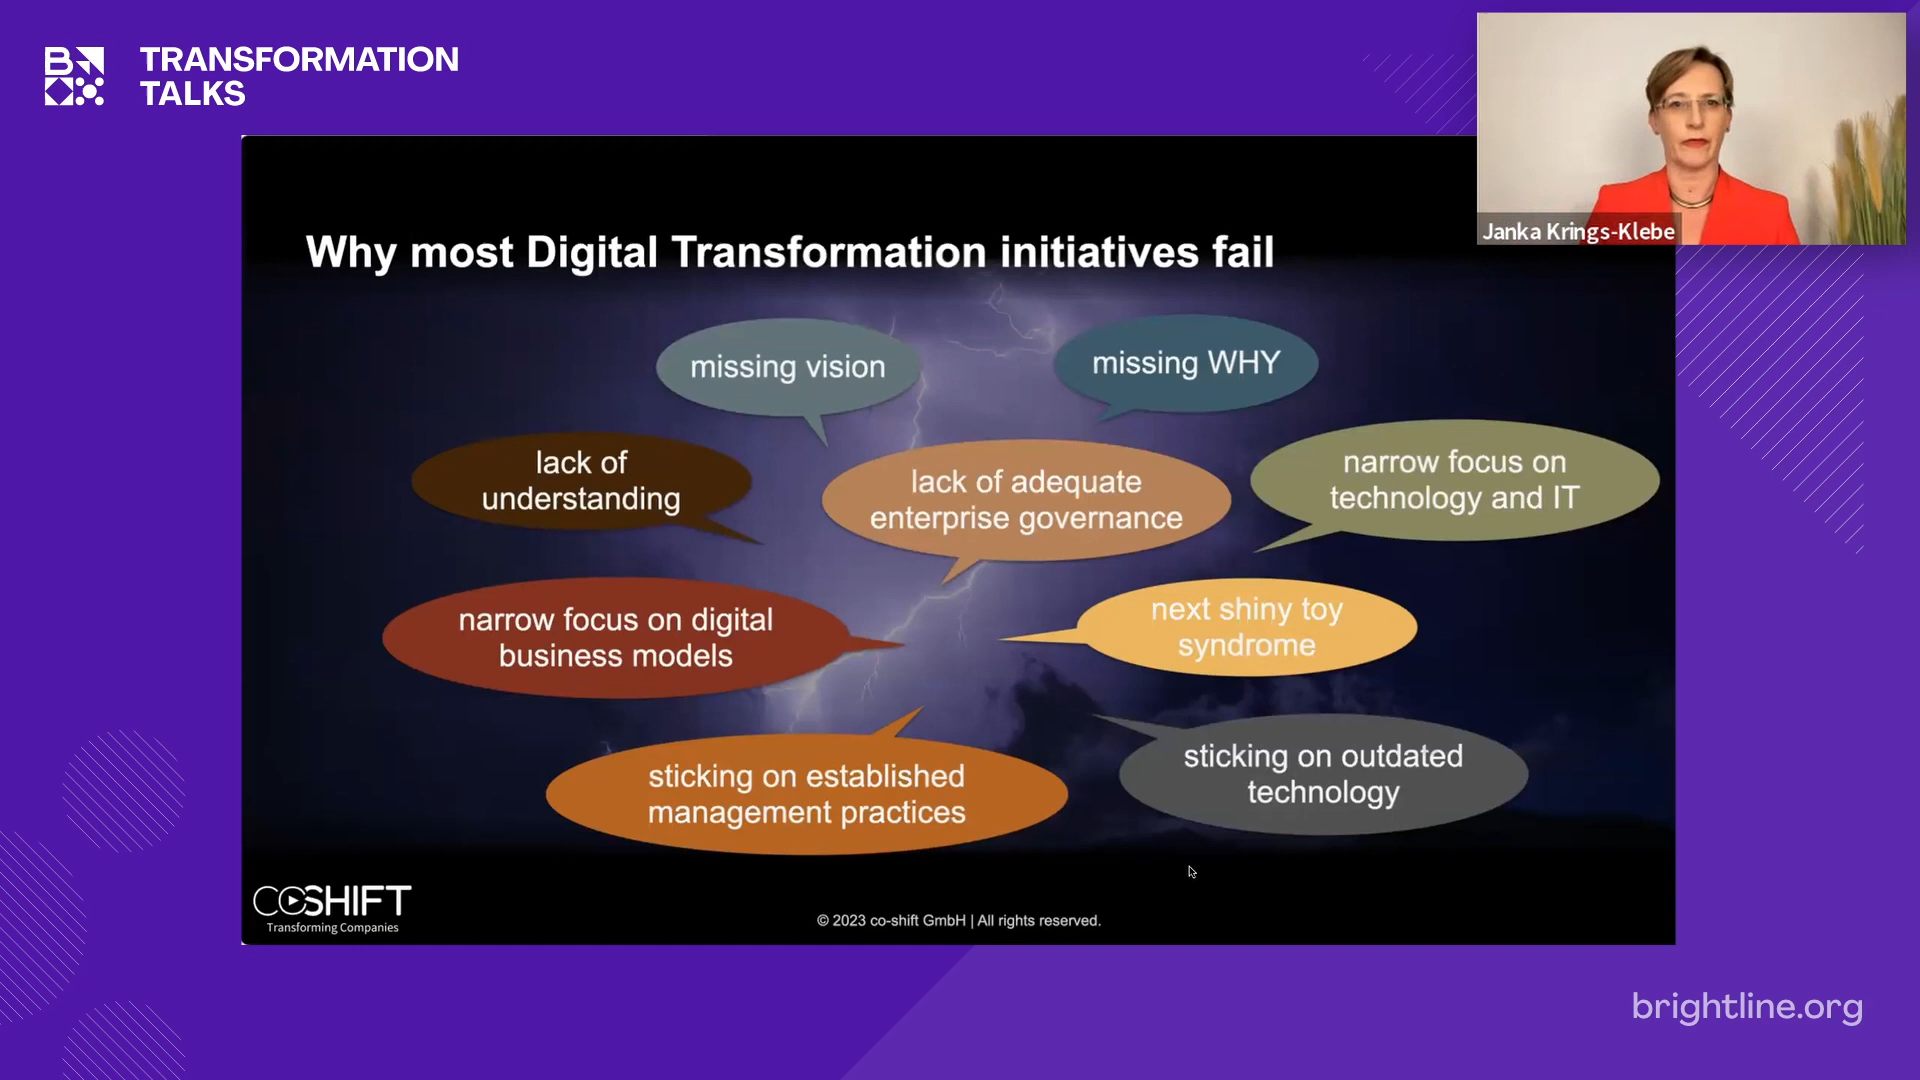 TRANSFORMATION
TALKS
Janka Krings-Klebe
Why most Digital Transformation initiatives fail
missing vision
missing WHY
lack of
understanding
lack of adequate
enterprise governance
narrow focus on
technology and IT
narrow focus on digital
business models
next shiny toy
syndrome
sticking on established
management practices
sticking on outdated
technology
COSHIFT
Transforming Companies
© 2023 co-shift GmbH | All rights reserved.
brightline.org